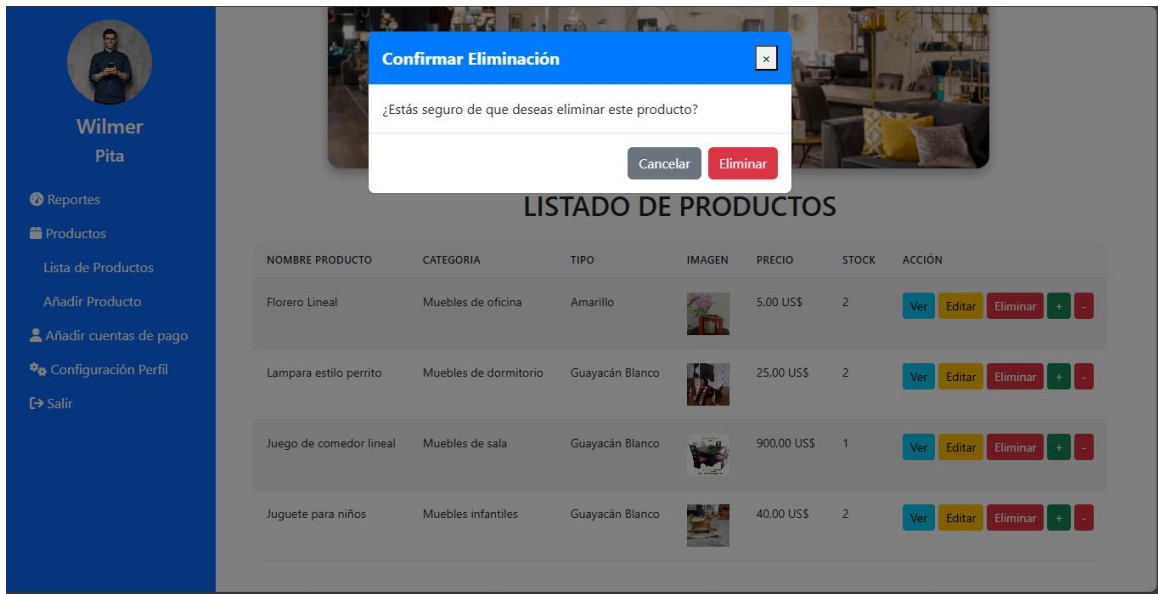 Wilmer
Pita
Reportes
Productos
Lista de Productos
Añadir Producto
Añadir cuentas de pago
Configuración Perfil
Salir
Confirmar Eliminación
×
¿Estás seguro de que deseas eliminar este producto?
Cancelar Eliminar
LISTADO DE PRODUCTOS
NOMBRE PRODUCTO CATEGORIA TIPO IMAGEN PRECIO STOCK ACCIÓN
Florero Lineal Muebles de oficina Amarillo 5,00 US$ 2 Ver Editar Eliminar + -
Lampara estilo perrito Muebles de dormitorio Guayacán Blanco 25,00 US$ 2 Ver Editar Eliminar + -
Juego de comedor lineal Muebles de sala Guayacán Blanco 900,00 US$ 1 Ver Editar Eliminar + -
Juguete para niños Muebles infantiles Guayacán Blanco 40,00 US$ 2 Ver Editar Eliminar + -